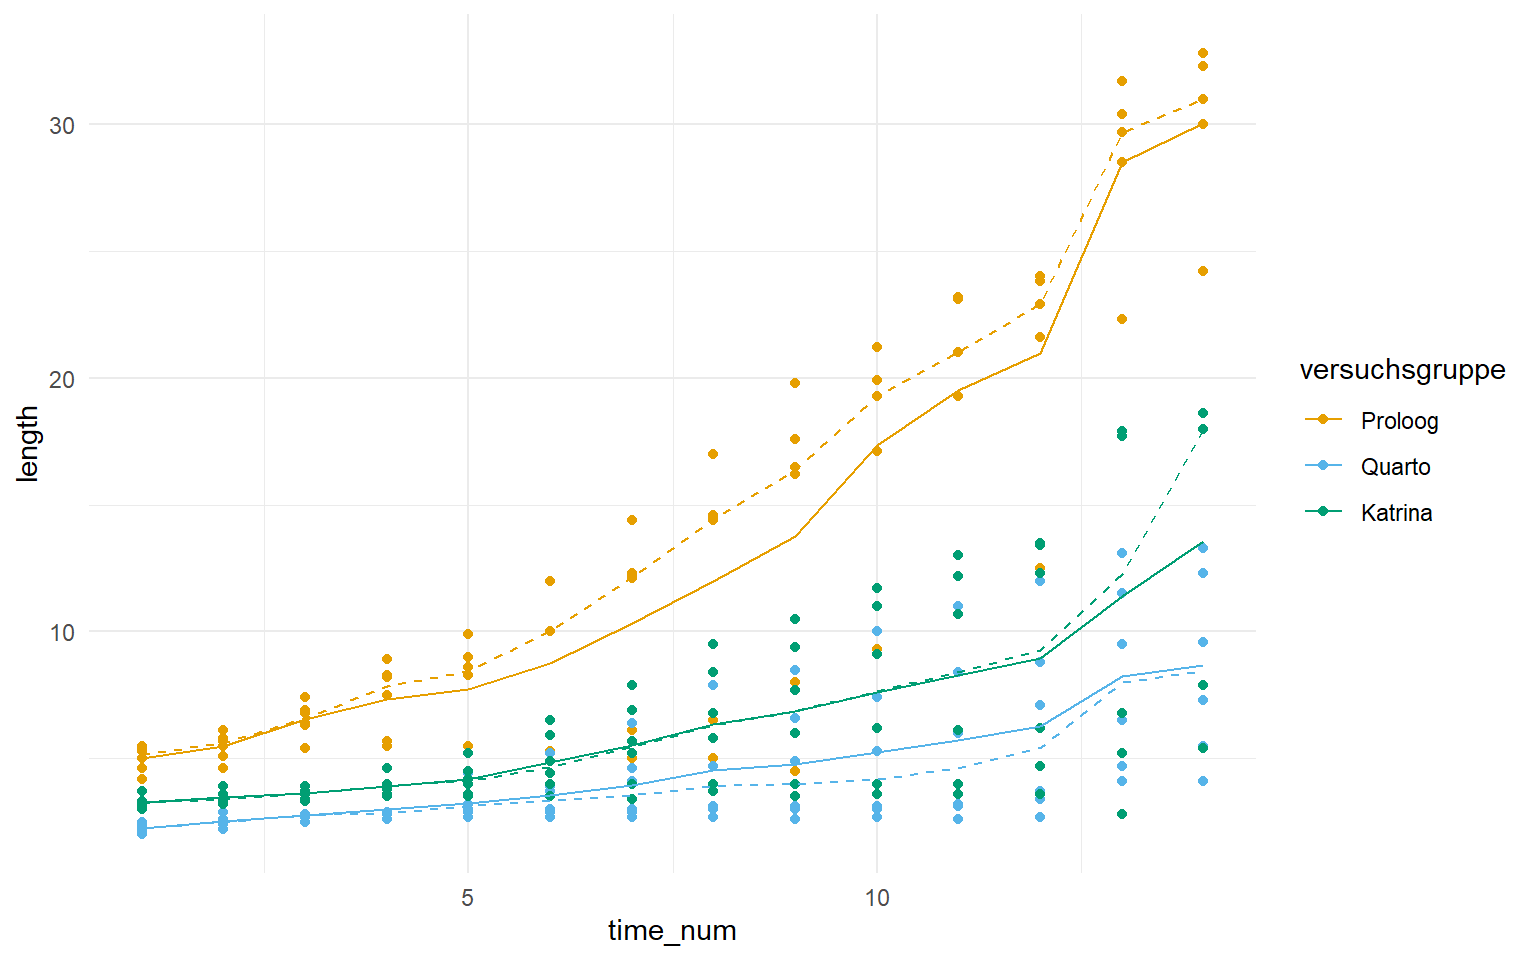 30
20
10
length
5
10
time_num
versuchsgruppe
Proloog
Quarto
Katrina